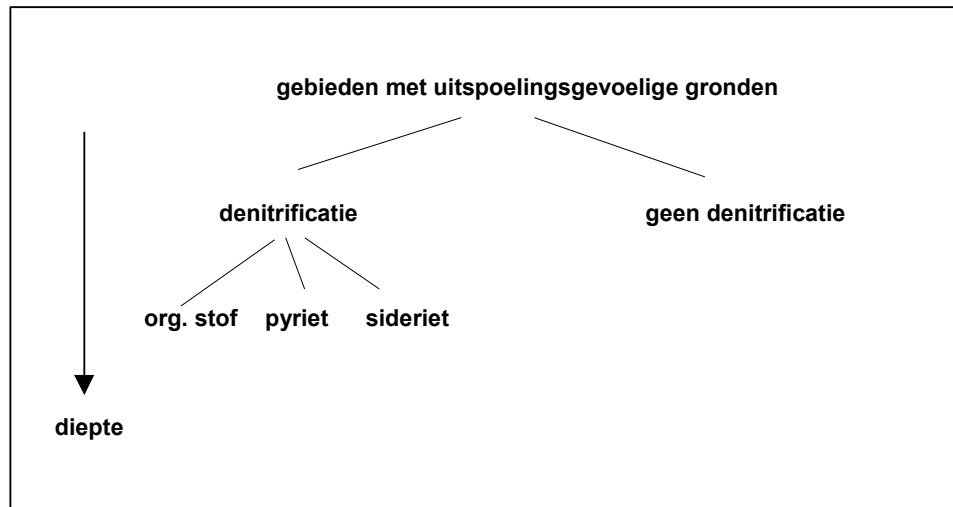 gebieden met uitspoelingsgevoelige gronden
denitrificatie
geen denitrificatie
org. stof
pyriet
sideriet
diepte